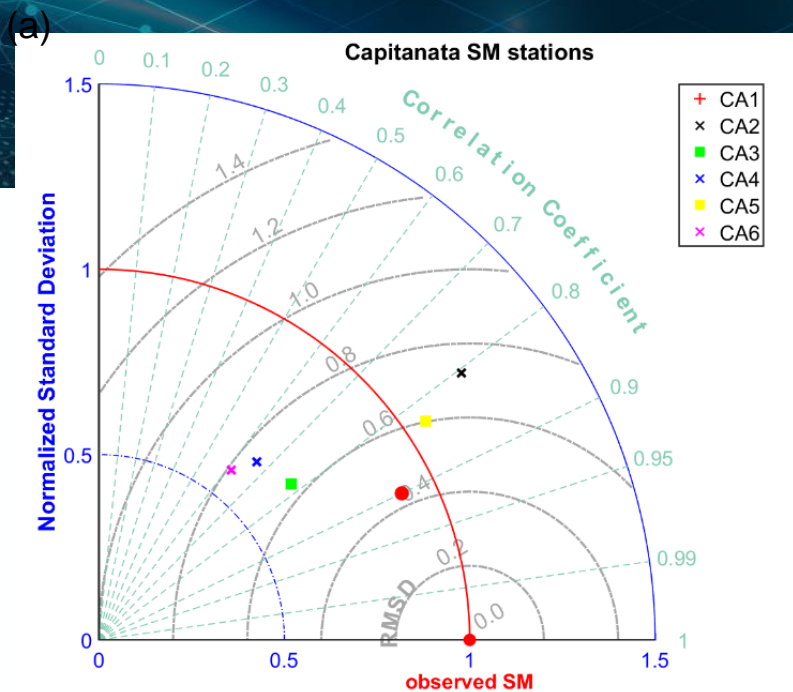 (a)
Capitanata SM stations
0 0.1 0.2 0.3 0.4 0.5 0.6 0.7 0.8 0.9 0.95 0.99 1
Correlation Coefficient
1.5
1
0.5
0
Normalized Standard Deviation
1.4
1.2
1.0
0.8
0.6
0.4
0.2
0.0
RMSD
0 0.5 1 1.5
observed SM
CA1
CA2
CA3
CA4
CA5
CA6